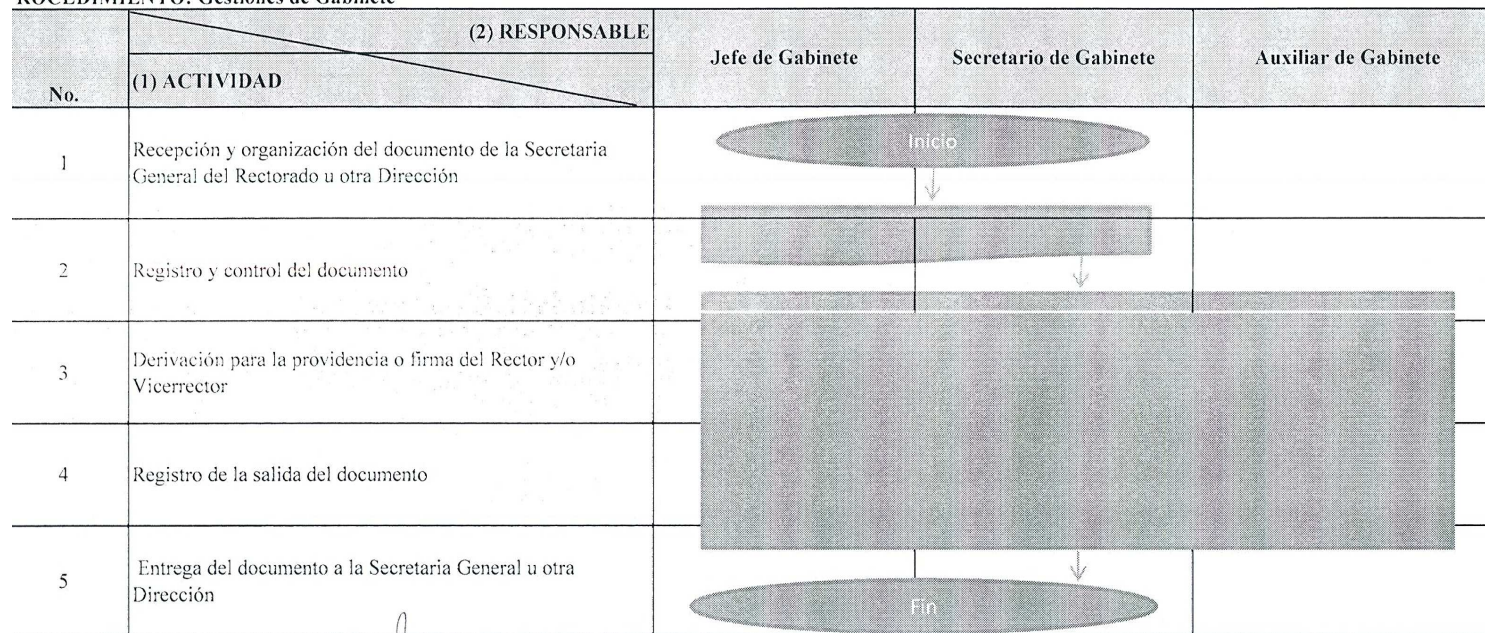 ROCEDIMIENTO: Gestiones de Gabinete
(2) RESPONSABLE
Jefe de Gabinete
Secretario de Gabinete
Auxiliar de Gabinete
No.
(1) ACTIVIDAD
1
Recepción y organización del documento de la Secretaria
General del Rectorado u otra Dirección
Inicio
2
Registro y control del documento
3
Derivación para la providencia o firma del Rector y/o
Vicerrector
4
Registro de la salida del documento
5
Entrega del documento a la Secretaria General u otra
Dirección
Fin